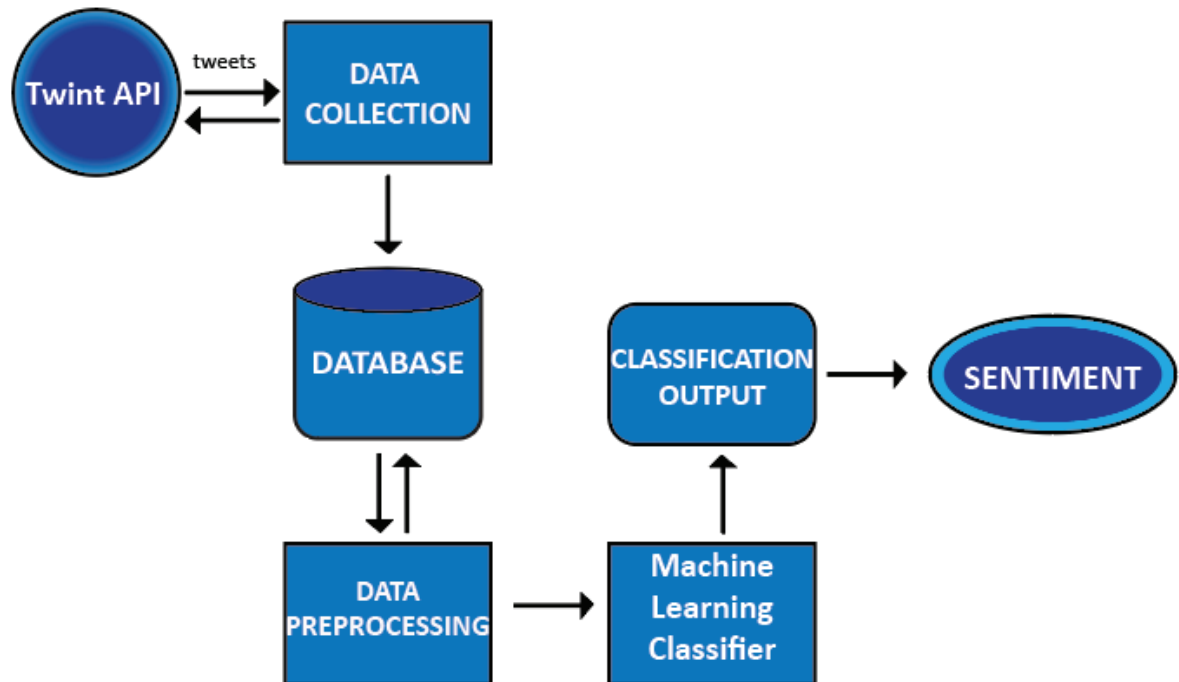 Twint API
tweets
DATA
COLLECTION
DATABASE
DATA
PREPROCESSING
Machine
Learning
Classifier
CLASSIFICATION
OUTPUT
SENTIMENT